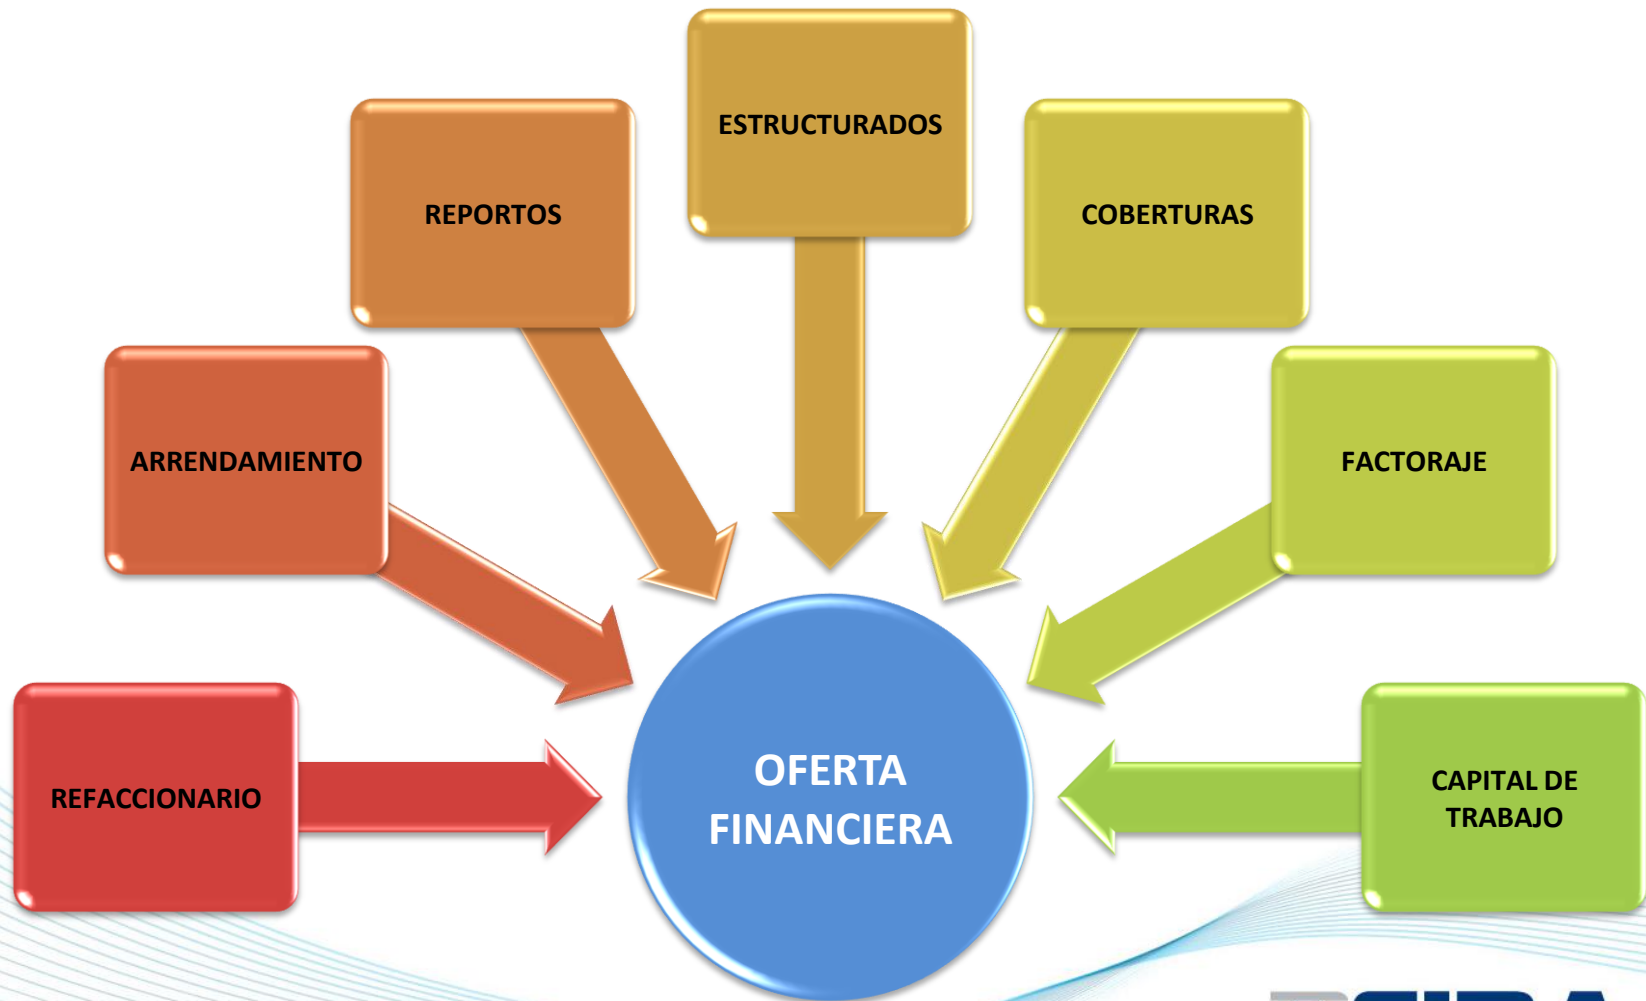 ESTRUCTURADOS
REPORTOS
COBERTURAS
ARRENDAMIENTO
FACTORAJE
REFACCIONARIO
OFERTA
FINANCIERA
CAPITAL DE
TRABAJO